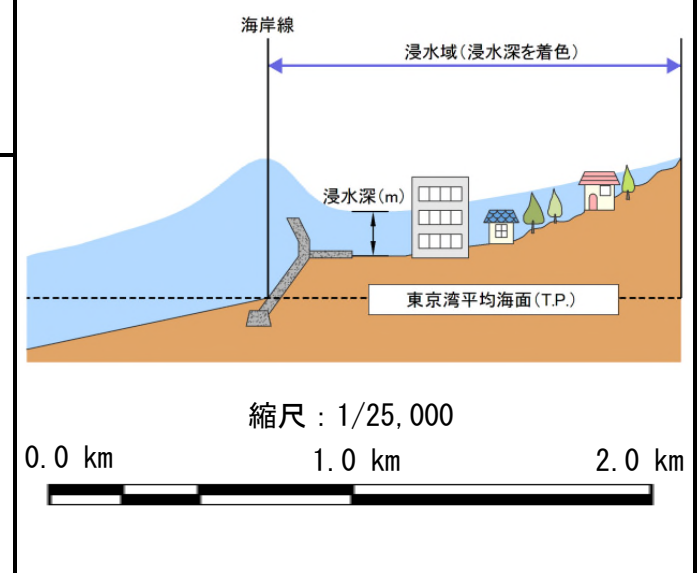 海岸線
浸水域（浸水深を着色）
浸水深（m）
東京湾平均海面（T.P.）
縮尺：1/25,000
0.0 km 1.0 km 2.0 km